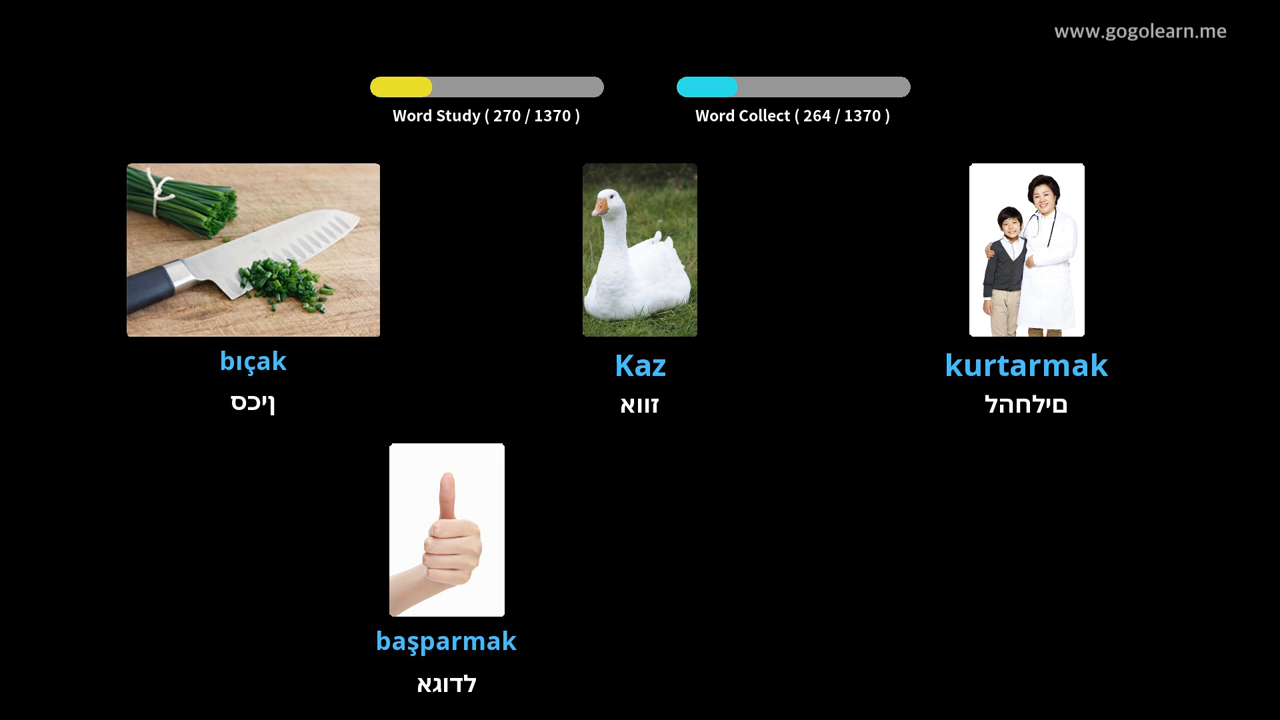 www.gogolearn.me
Word Study ( 270 / 1370 )
Word Collect ( 264 / 1370 )
bıçak
סכין
Kaz
אווז
kurtarmak
להחלים
başparmak
אגודל